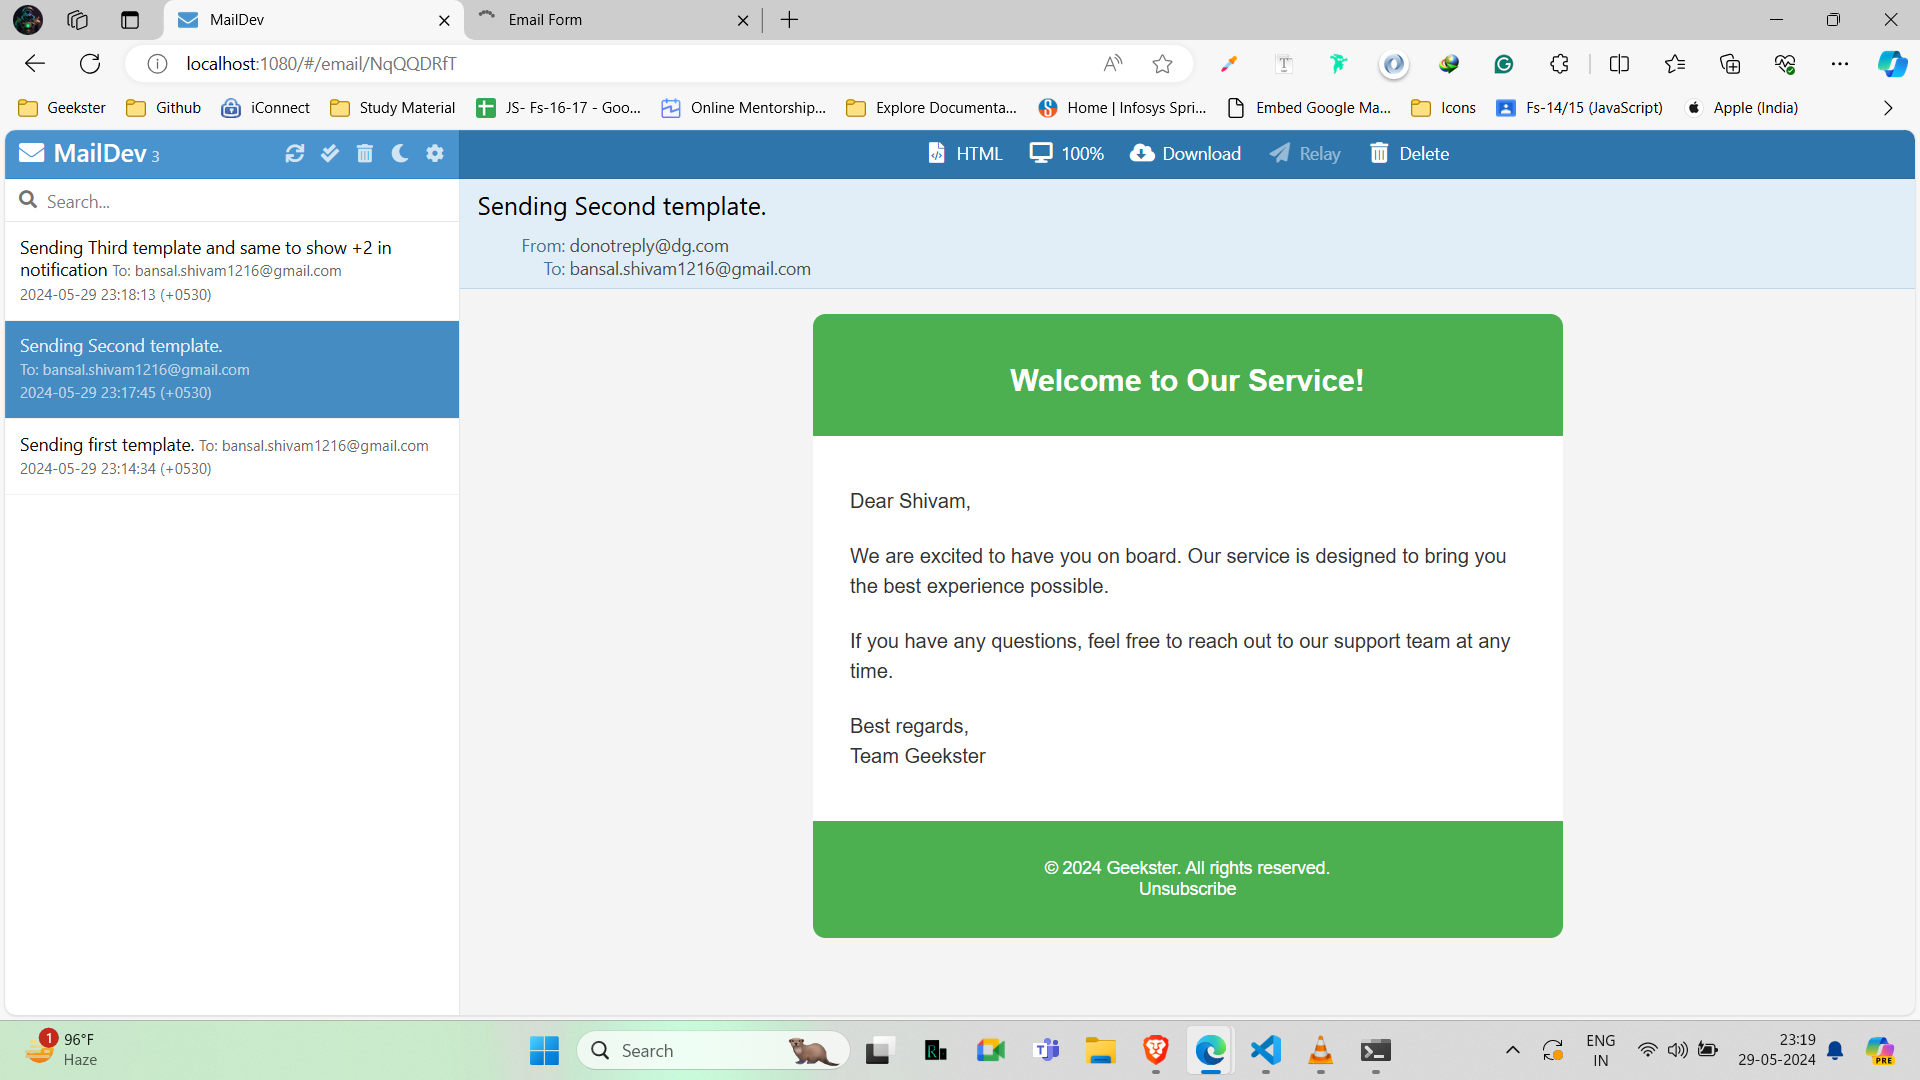 MailDev
Email Form
localhost:1080/#/email/NqQQDRfT
Geekster
Github
iConnect
Study Material
JS- Fs-16-17 - Goo...
Online Mentorship...
Explore Documenta...
Home | Infosys Spri...
Embed Google Ma...
Icons
Fs-14/15 (JavaScript)
Apple (India)
MailDev 3
HTML
100%
Download
Relay
Delete
Search...
Sending Third template and same to show +2 in
notification To: bansal.shivam1216@gmail.com
2024-05-29 23:18:13 (+0530)
Sending Second template.
To: bansal.shivam1216@gmail.com
2024-05-29 23:17:45 (+0530)
Sending first template. To: bansal.shivam1216@gmail.com
2024-05-29 23:14:34 (+0530)
Sending Second template.
From: donotreply@dg.com
To: bansal.shivam1216@gmail.com
Welcome to Our Service!
Dear Shivam,
We are excited to have you on board. Our service is designed to bring you
the best experience possible.
If you have any questions, feel free to reach out to our support team at any
time.
Best regards,
Team Geekster
© 2024 Geekster. All rights reserved.
Unsubscribe
1
96°F
Haze
Search
ENG
IN
23:19
29-05-2024
PRE